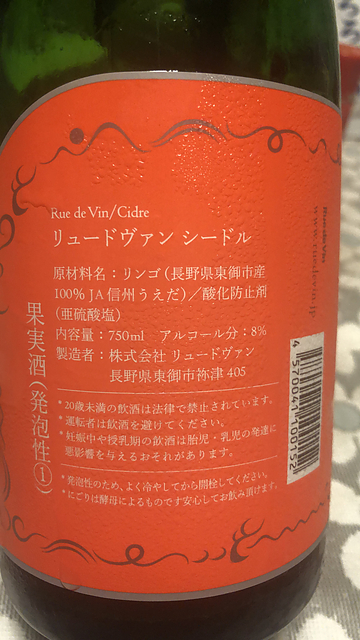 Rue de Vin/Cidre
リュードヴァン シードル
原材料名：リンゴ（長野県東御市産
100% JA信州うえだ）／酸化防止剤
（亜硫酸塩）
内容量：750ml　アルコール分：8%
製造者：株式会社 リュードヴァン
長野県東御市祢津 405
果実酒（発泡性①）
*20歳未満の飲酒は法律で禁止されています。
*運転者は飲酒を避けてください。
*妊娠中や授乳期の飲酒は胎児・乳児の発達に
悪影響を与えるおそれがあります。
*発泡性のため、よく冷やしてから開栓してください。
*にごりは酵母によるものです安心してお飲み頂けます。
Rue de Vin
www.ruedevin.jp
4 570041 100152